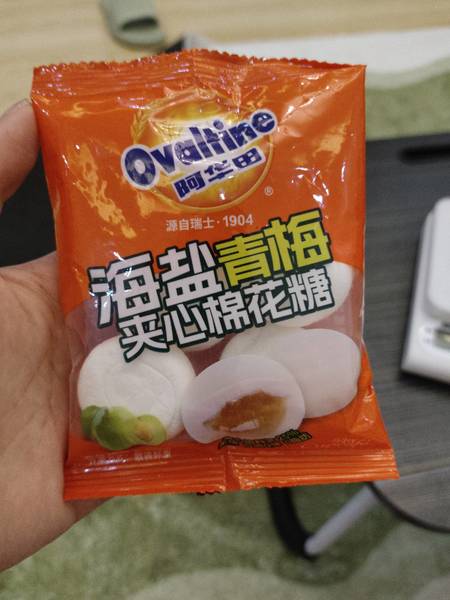 Ovaltine
阿华田
®
源自瑞士·1904
海盐青梅
夹心棉花糖